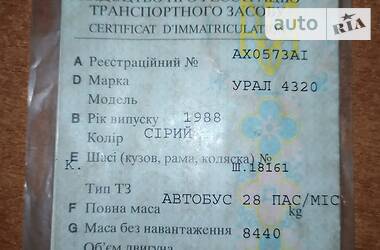 auto RIA
ТРАНСПОРТНОГО ЗАСОБУ
CERTIFICAT D'IMMATRICULAT
A Реєстраційний № АХ0573АІ
D Марка УРАЛ 4320
Модель
B Рік випуску 1988
Колір СІРИЙ
E Шасі (кузов, рама, коляска) №
К. Ш.18161
Тип ТЗ АВТОБУС 28 ПАС/МІС
F Повна маса kg
G Маса без навантаження 8440
Об'єм двигуна